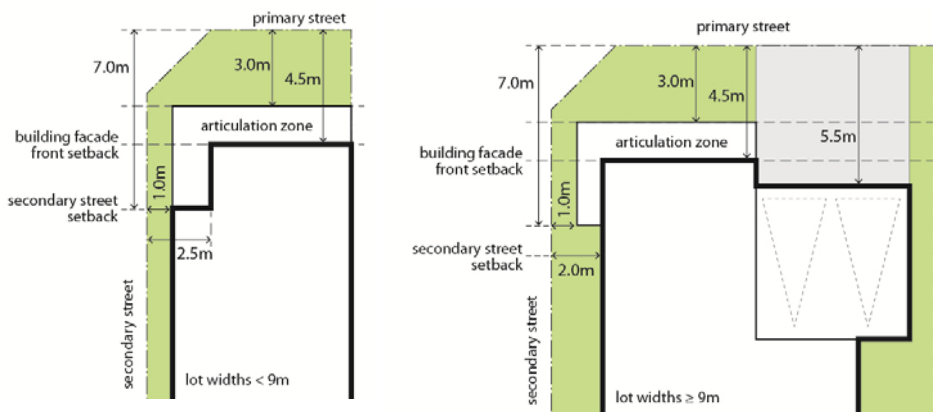 primary street
7.0m
3.0m
4.5m
articulation zone
building facade
front setback
1.0m
secondary street
setback
2.5m
secondary street
lot widths < 9m
primary street
7.0m
3.0m
4.5m
5.5m
articulation zone
building facade
front setback
1.0m
secondary street
setback
2.0m
secondary street
lot widths ≥ 9m